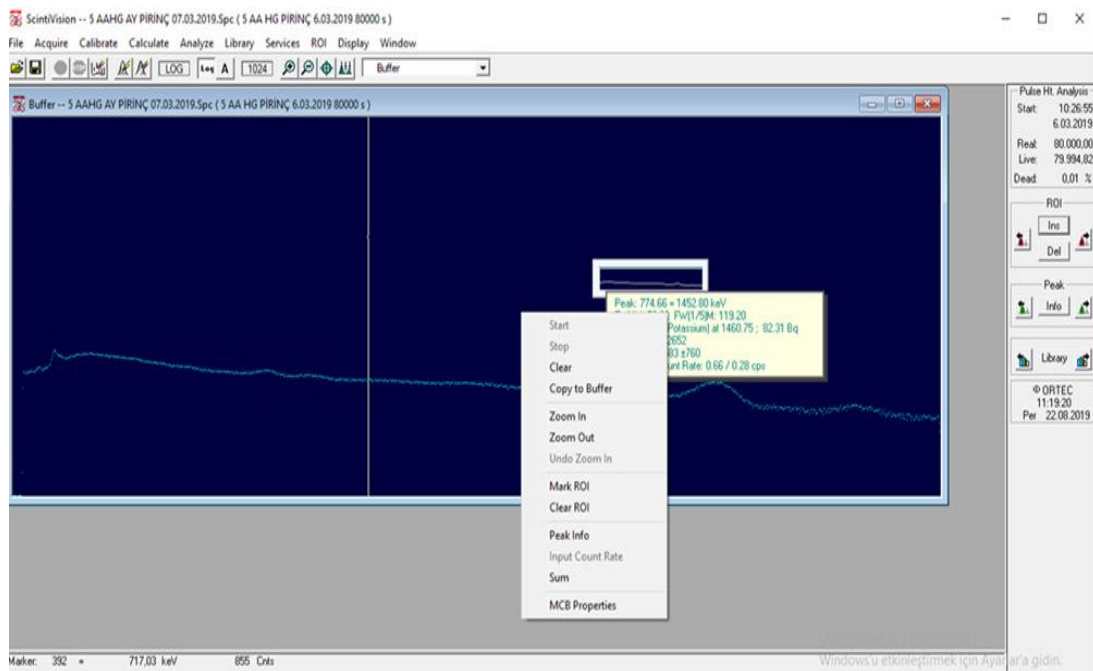 ScintiVision -- 5 AAHG AY PİRİNÇ 07.03.2019.Spc ( 5 AA HG PİRİNÇ 6.03.2019 80000 s )
File Acquire Calibrate Calculate Analyze Library Services ROI Display Window
LOG Log A 1024 Buffer
Buffer -- 5 AAHG AY PİRİNÇ 07.03.2019.Spc ( 5 AA HG PİRİNÇ 6.03.2019 80000 s )
Pulse Ht. Analysis
Start: 10:26:55
6.03.2019
Real: 80.000,00
Live: 79.994,82
Dead: 0,01 %
ROI
Ins
Del
Peak
Info
Library
© ORTEC
11:19:20
Per 22.08.2019
Peak: 774.66 = 1452.80 keV
FW(1/5)M: 119.20
Potassium) at 1460.75 ; 82.31 Bq
2652
±760
Rate: 0.66 / 0.28 cps
Start
Stop
Clear
Copy to Buffer
Zoom In
Zoom Out
Undo Zoom In
Mark ROI
Clear ROI
Peak Info
Input Count Rate
Sum
MCB Properties
Marker: 392 = 717,03 keV 855 Cnts
Windows'u etkinleştirmek için Ayarlar'a gidin.